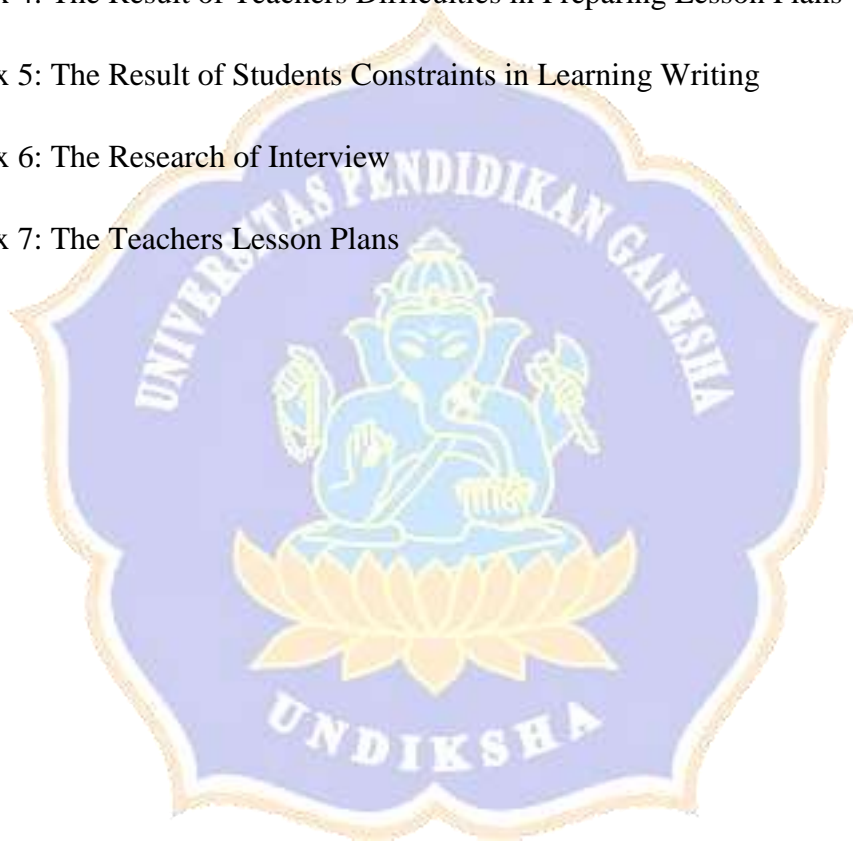 x 4: The Result of Teachers Difficulties in Preparing Lesson Plans
x 5: The Result of Students Constraints in Learning Writing
x 6: The Research of Interview
x 7: The Teachers Lesson Plans
UNIVERSITAS PENDIDIKAN GANESHA
UNDIKSHA